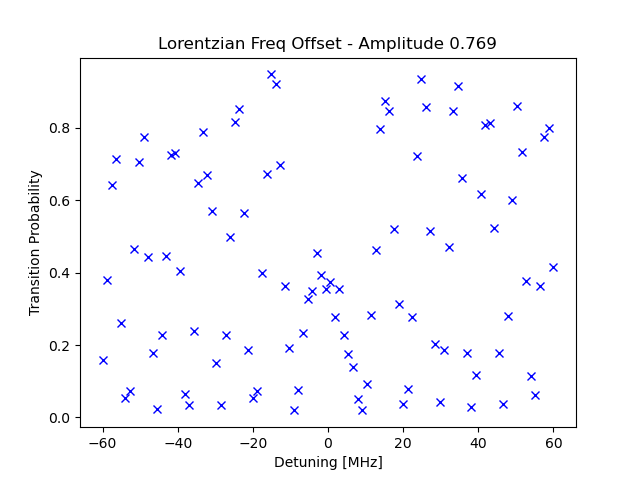 Lorentzian Freq Offset - Amplitude 0.769
Transition Probability
0.8
0.6
0.4
0.2
0.0
−60 −40 −20 0 20 40 60
Detuning [MHz]